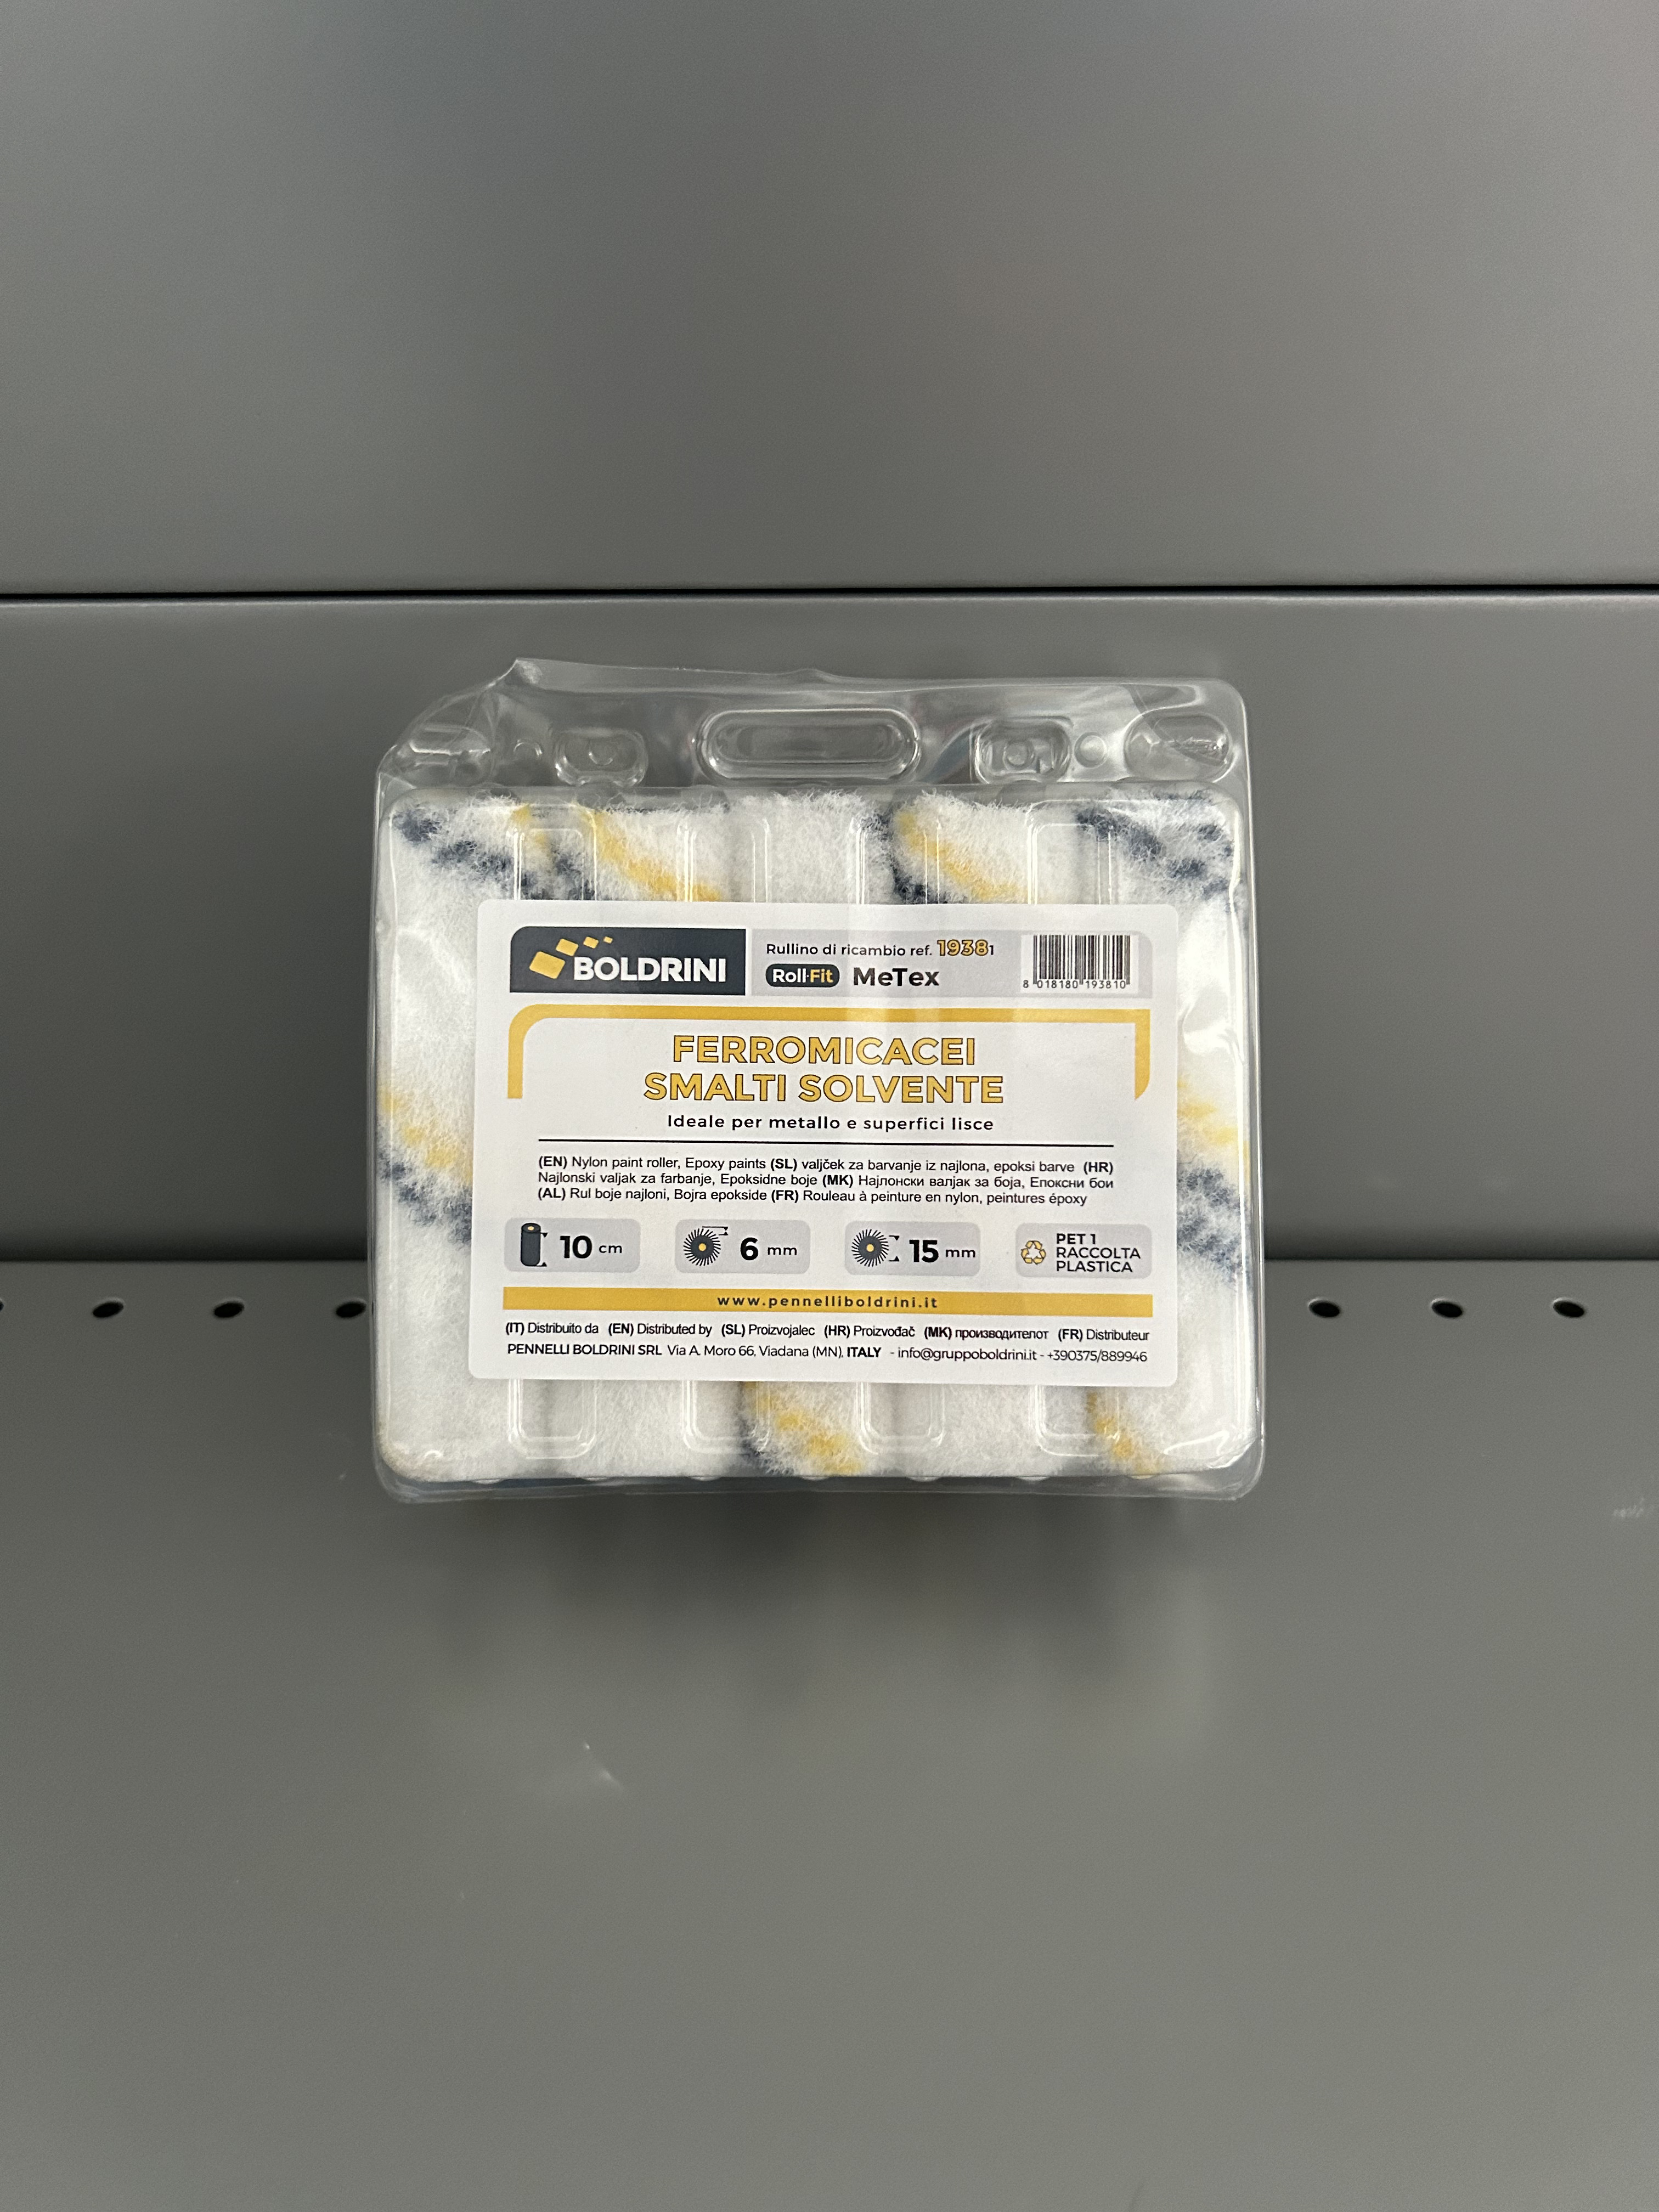 BOLDRINI
Rullino di ricambio ref. 19381
Roll·Fit MeTex
8 018180 193810
FERROMICACEI
SMALTI SOLVENTE
Ideale per metallo e superfici lisce
(EN) Nylon paint roller, Epoxy paints (SL) valjček za barvanje iz najlona, epoksi barve (HR)
Najlonski valjak za farbanje, Epoksidne boje (MK) Најлонски валјак за боја, Епоксни бои
(AL) Rul boje najloni, Bojra epokside (FR) Rouleau à peinture en nylon, peintures époxy
10 cm
6 mm
15 mm
PET 1
RACCOLTA
PLASTICA
www.pennelliboldrini.it
(IT) Distribuito da (EN) Distributed by (SL) Proizvojalec (HR) Proizvođač (MK) производителот (FR) Distributeur
PENNELLI BOLDRINI SRL Via A. Moro 66, Viadana (MN), ITALY - info@gruppoboldrini.it - +390375/889946